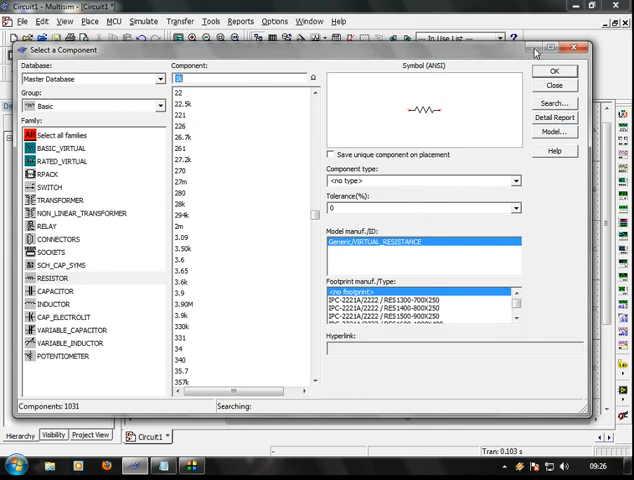 Circuit1 - Multisim - [Circuit1 *]
File Edit View Place MCU Simulate Transfer Tools Reports Options Window Help
--- In Use List ---
Select a Component
Database:
Master Database
Group:
Basic
Family:
All Select all families
BASIC_VIRTUAL
RATED_VIRTUAL
RPACK
SWITCH
TRANSFORMER
NON_LINEAR_TRANSFORMER
RELAY
CONNECTORS
SOCKETS
SCH_CAP_SYMS
RESISTOR
CAPACITOR
INDUCTOR
CAP_ELECTROLIT
VARIABLE_CAPACITOR
VARIABLE_INDUCTOR
POTENTIOMETER
Component:
1k
Ω
22
22.5k
221
226
26.7k
261
27.2k
270
27m
280
28k
294k
2m
3.09
3.50k
3.6
3.65
3.6k
3.9
3.90M
3.9k
330k
331
34
340
35.7
357k
Symbol (ANSI)
Save unique component on placement
Component type:
<no type>
Tolerance(%):
0
Model manuf./ID:
Generic/VIRTUAL_RESISTANCE
Footprint manuf./Type:
<no footprint>
IPC-2221A/2222 / RES1300-700X250
IPC-2221A/2222 / RES1400-800X250
IPC-2221A/2222 / RES1500-900X250
Hyperlink:
OK
Close
Search...
Detail Report
Model...
Help
Components: 1031
Searching:
Hierarchy Visibility Project View
Circuit1 *
-
Tran: 0.103 s
09:26